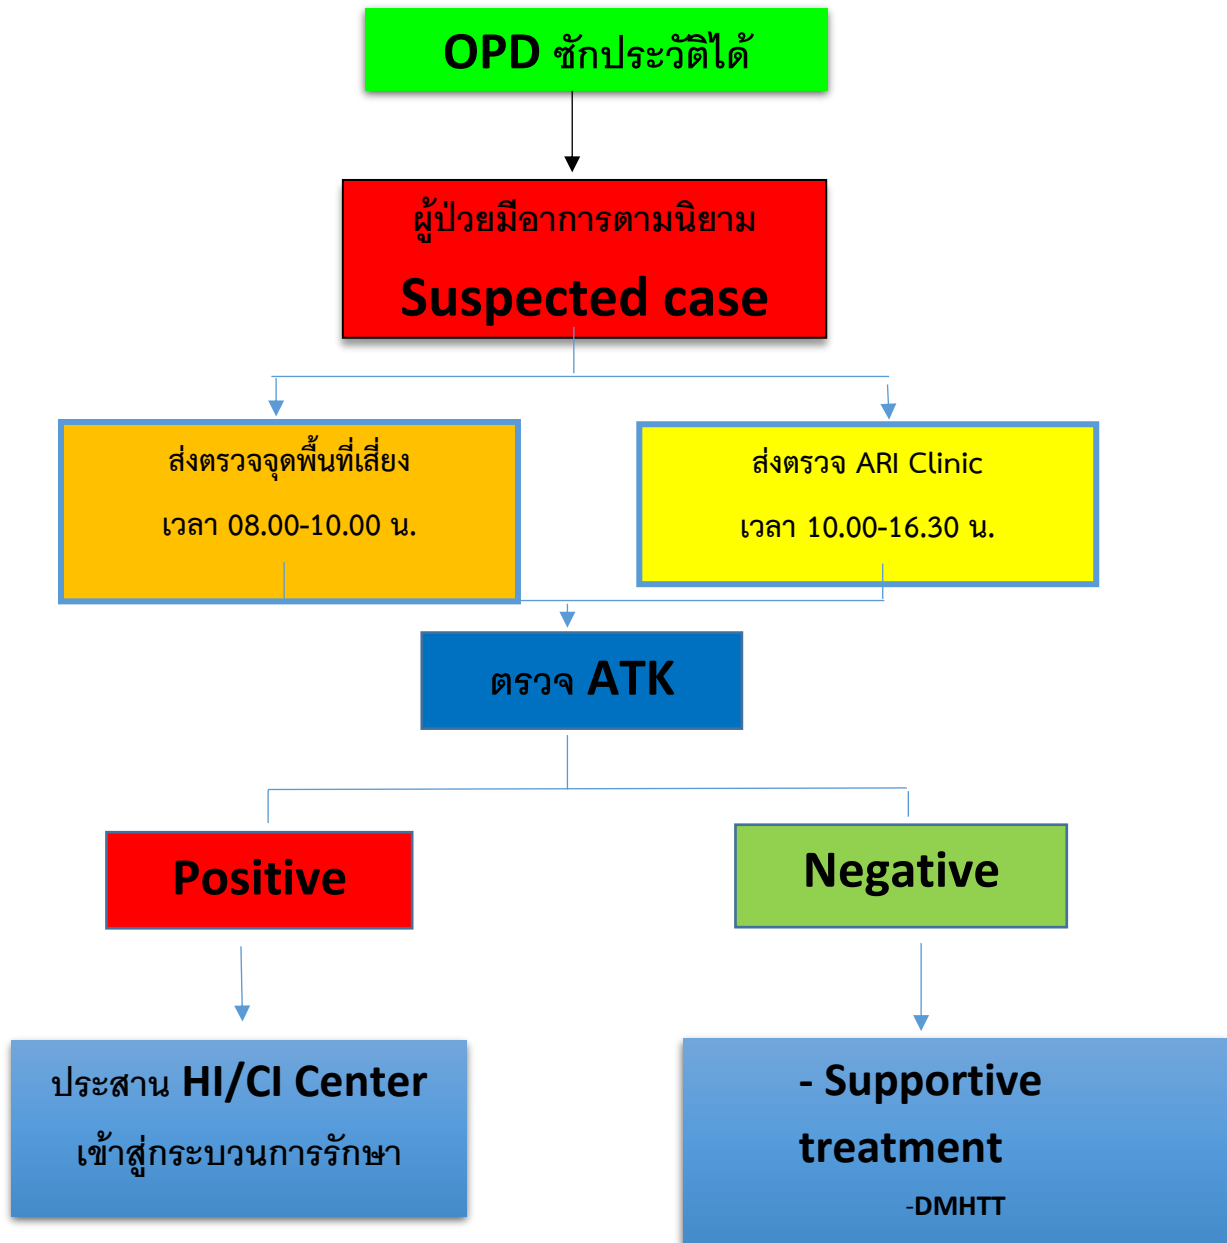 OPD ซักประวัติได้
ผู้ป่วยมีอาการตามนิยาม
Suspected case
ส่งตรวจจุดพื้นที่เสี่ยง
เวลา 08.00-10.00 น.
ส่งตรวจ ARI Clinic
เวลา 10.00-16.30 น.
ตรวจ ATK
Positive
Negative
ประสาน HI/CI Center
เข้าสู่กระบวนการรักษา
- Supportive
treatment
-DMHTT